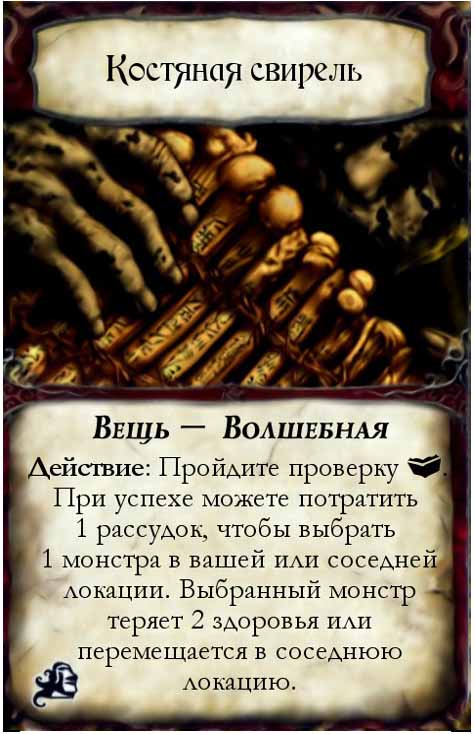 Костяная свирель
Вещь — Волшебная
Действие: Пройдите проверку .
При успехе можете потратить
1 рассудок, чтобы выбрать
1 монстра в вашей или соседней
локации. Выбранный монстр
теряет 2 здоровья или
перемещается в соседнюю
локацию.